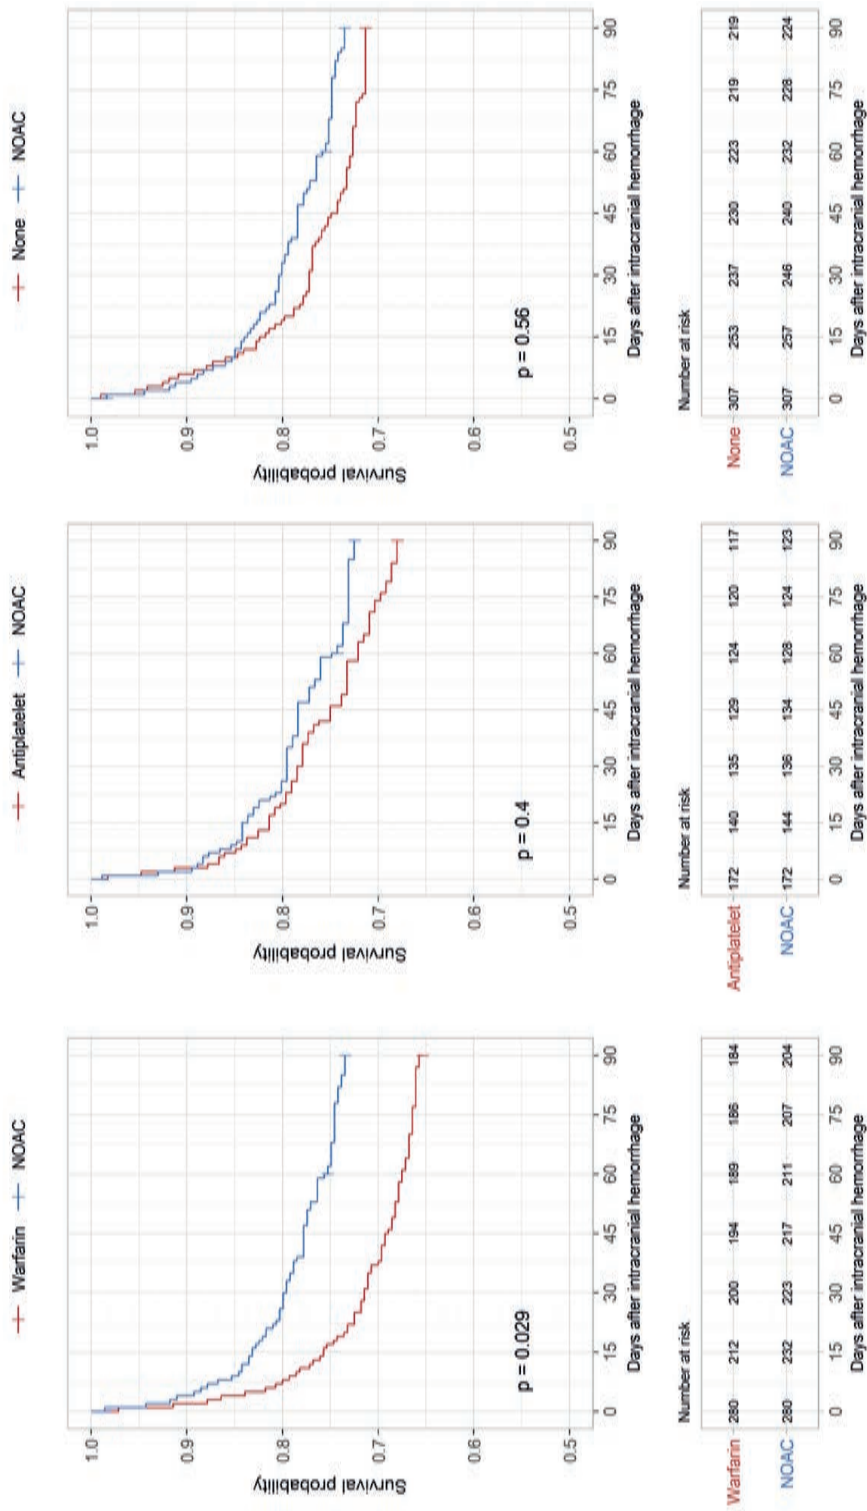 Warfarin NOAC
Survival probability
1.0
0.9
0.8
0.7
0.6
0.5
p = 0.029
0 15 30 45 60 75 90
Days after intracranial hemorrhage
Number at risk
Warfarin 280 212 200 194 189 186 184
NOAC 280 232 223 217 211 207 204
0 15 30 45 60 75 90
Days after intracranial hemorrhage
Antiplatelet NOAC
Survival probability
1.0
0.9
0.8
0.7
0.6
0.5
p = 0.4
0 15 30 45 60 75 90
Days after intracranial hemorrhage
Number at risk
Antiplatelet 172 140 135 129 124 120 117
NOAC 172 144 136 134 128 124 123
0 15 30 45 60 75 90
Days after intracranial hemorrhage
None NOAC
Survival probability
1.0
0.9
0.8
0.7
0.6
0.5
p = 0.56
0 15 30 45 60 75 90
Days after intracranial hemorrhage
Number at risk
None 307 253 237 230 223 219 219
NOAC 307 257 246 240 232 228 224
0 15 30 45 60 75 90
Days after intracranial hemorrhage